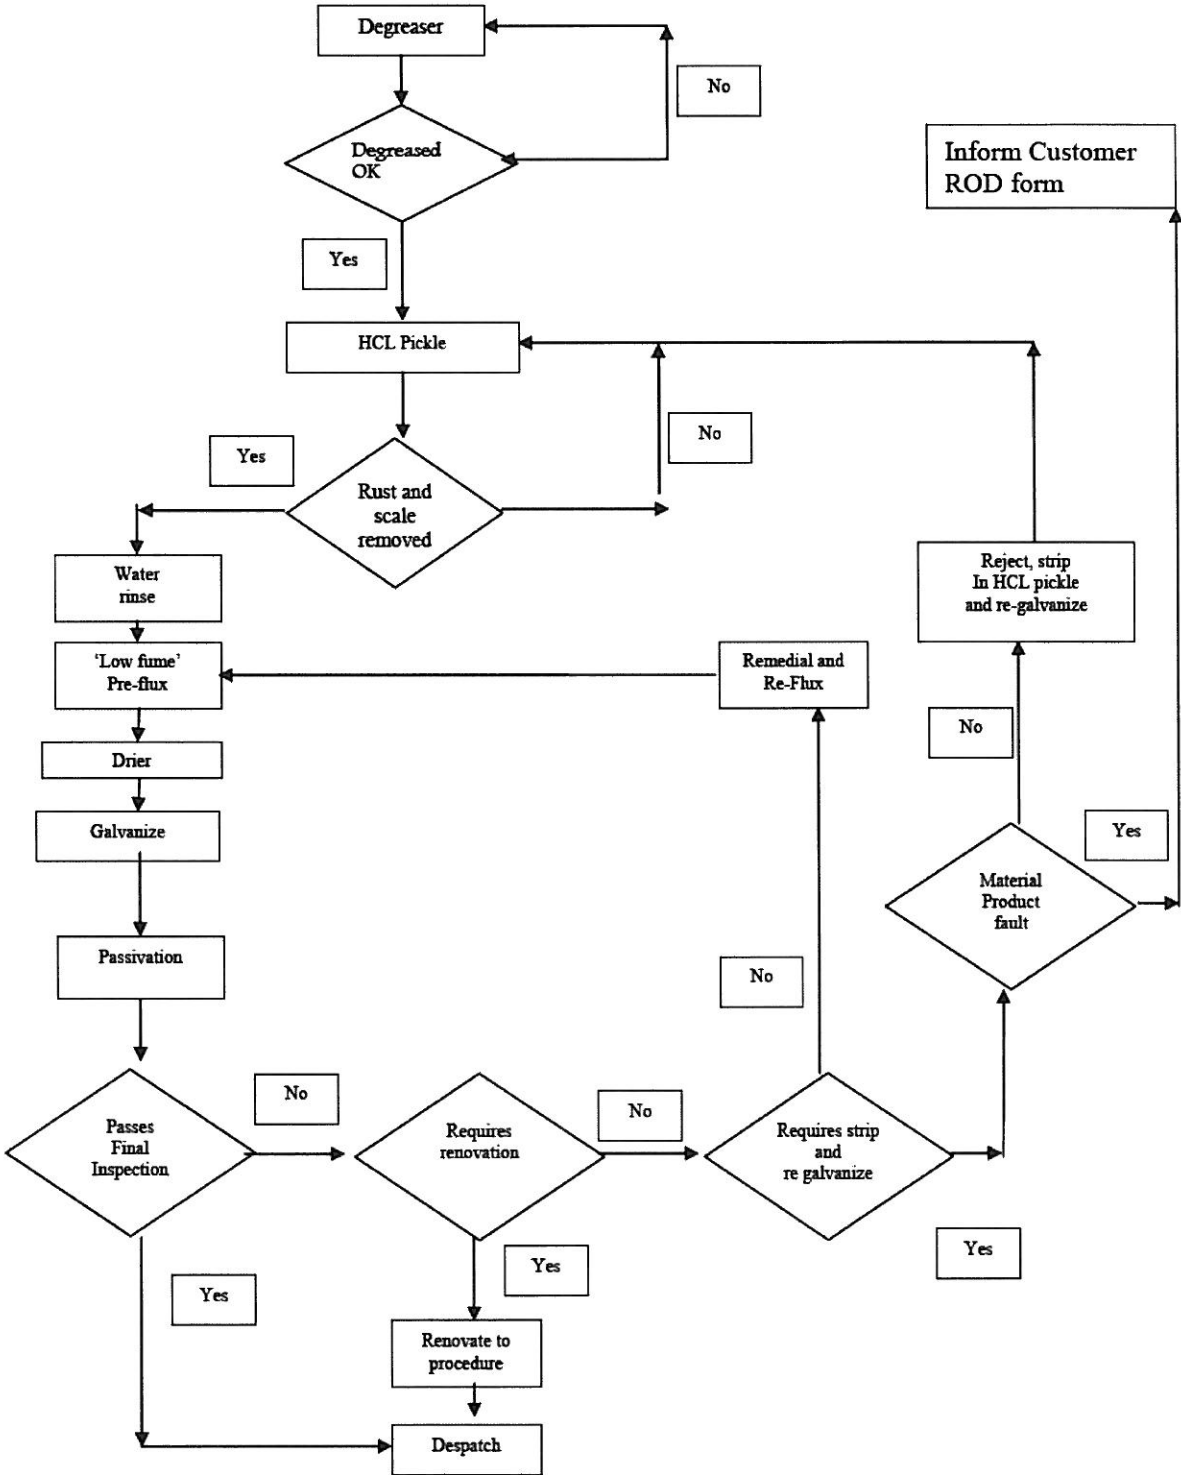 Degreaser
No
Degreased
OK
Inform Customer
ROD form
Yes
HCL Pickle
No
Yes
Rust and
scale
removed
Water
rinse
Reject, strip
In HCL pickle
and re-galvanize
'Low fume'
Pre-flux
Remedial and
Re-Flux
No
Drier
Galvanize
Yes
Material
Product
fault
Passivation
No
No
Passes
Final
Inspection
Requires
renovation
No
Requires strip
and
re galvanize
Yes
Yes
Yes
Renovate to
procedure
Despatch